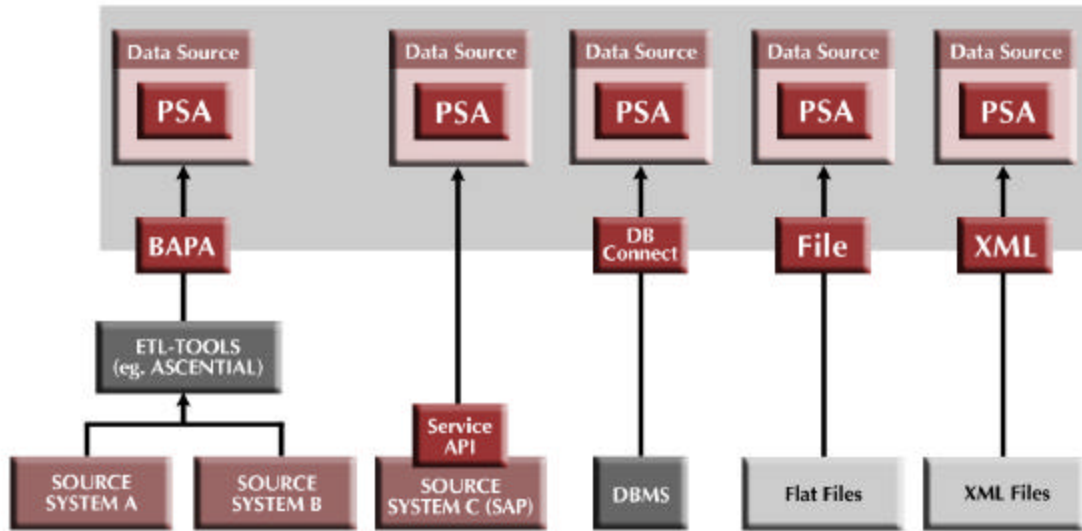 Data Source
PSA
Data Source
PSA
Data Source
PSA
Data Source
PSA
Data Source
PSA
BAPA
DB
Connect
File
XML
ETL-TOOLS
(eg. ASCENTIAL)
Service
API
SOURCE
SYSTEM A
SOURCE
SYSTEM B
SOURCE
SYSTEM C (SAP)
DBMS
Flat Files
XML Files